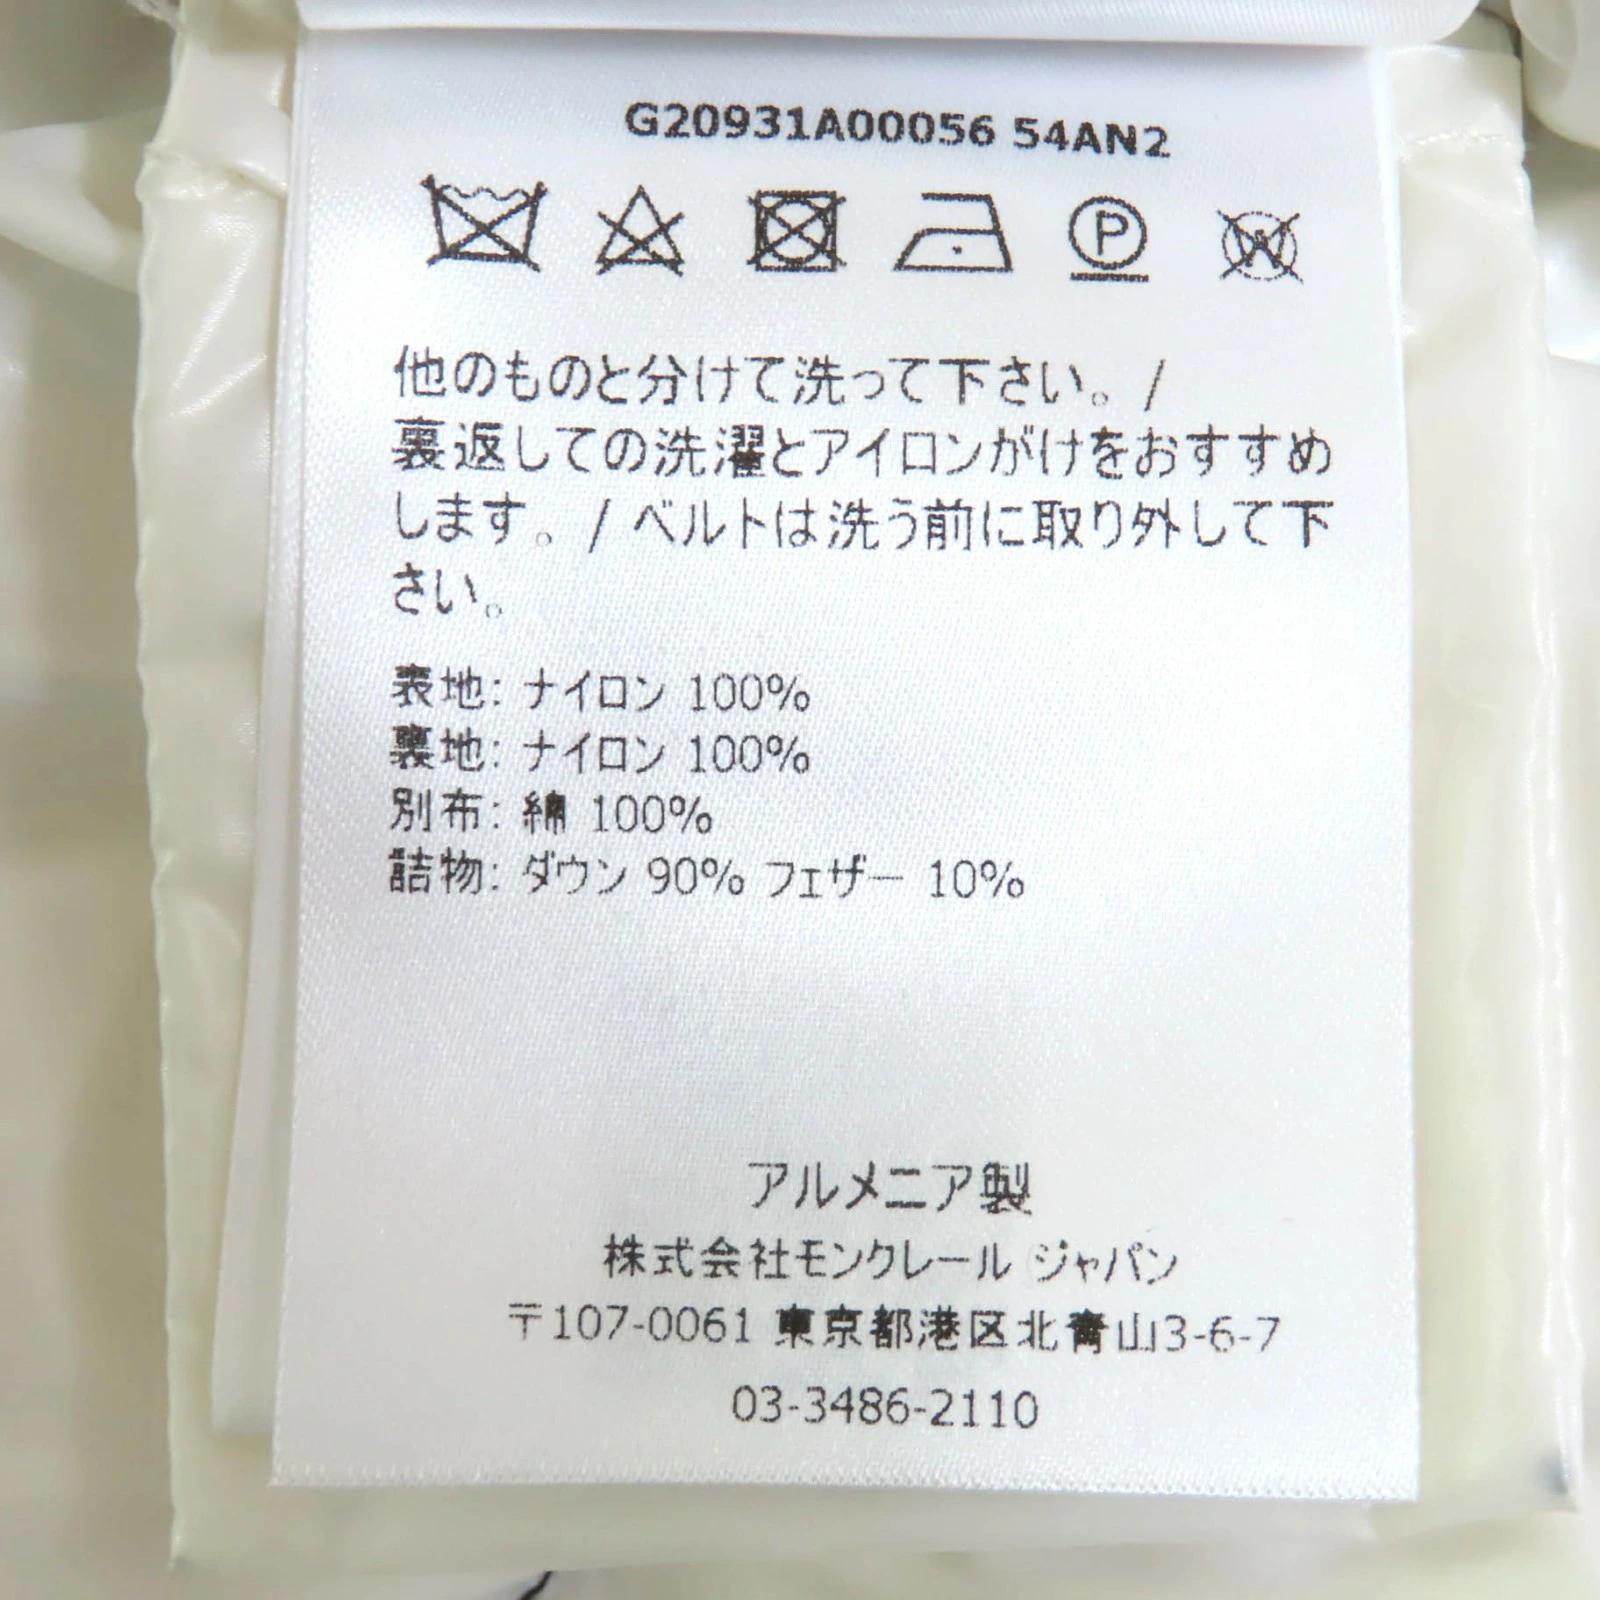 G20931A00056 54AN2
P
W
他のものと分けて洗って下さい。/
裏返しての洗濯とアイロンがけをおすすめ
します。/ ベルトは洗う前に取り外して下
さい。
表地: ナイロン 100%
裏地: ナイロン 100%
別布: 綿 100%
詰物: ダウン 90% フェザー 10%
アルメニア製
株式会社モンクレール ジャパン
〒107-0061 東京都港区北青山3-6-7
03-3486-2110